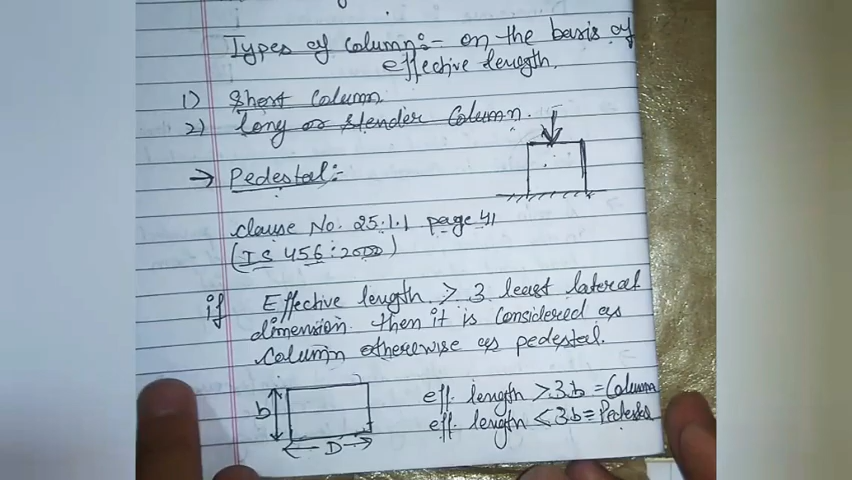 Types of column:- on the basis of
effective length.
1) Short Column.
2) long or slender Column.
→ Pedestal:-
clause No. 25.1.1 page 41
(IS 456:2000)
if Effective length > 3 least lateral
dimension then it is considered as
Column otherewise as pedestal.
b
D
eff. length > 3.b = Column
eff. length < 3b = Pedestal